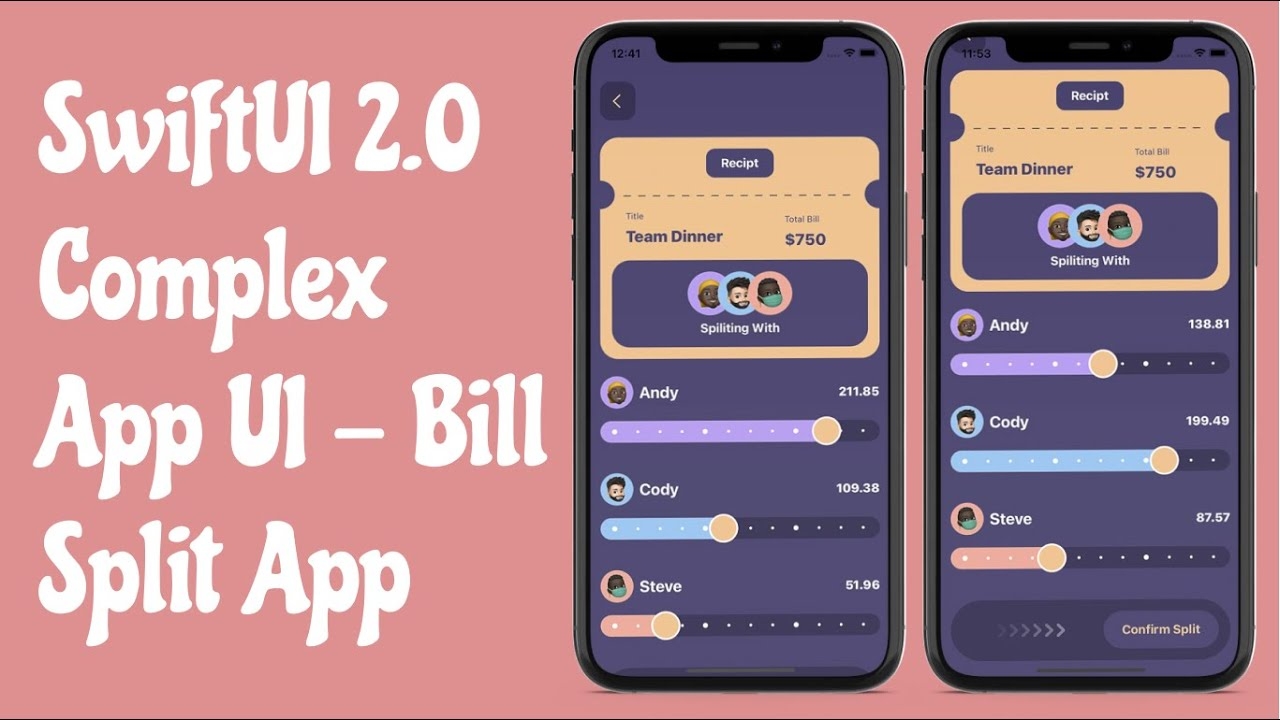 SwiftUI 2.0
Complex
App UI – Bill
Split App
12:41
Recipt
Title
Total Bill
Team Dinner
$750
Spiliting With
Andy
211.85
Cody
109.38
Steve
51.96
11:53
Recipt
Title
Total Bill
Team Dinner
$750
Spiliting With
Andy
138.81
Cody
199.49
Steve
87.57
Confirm Split